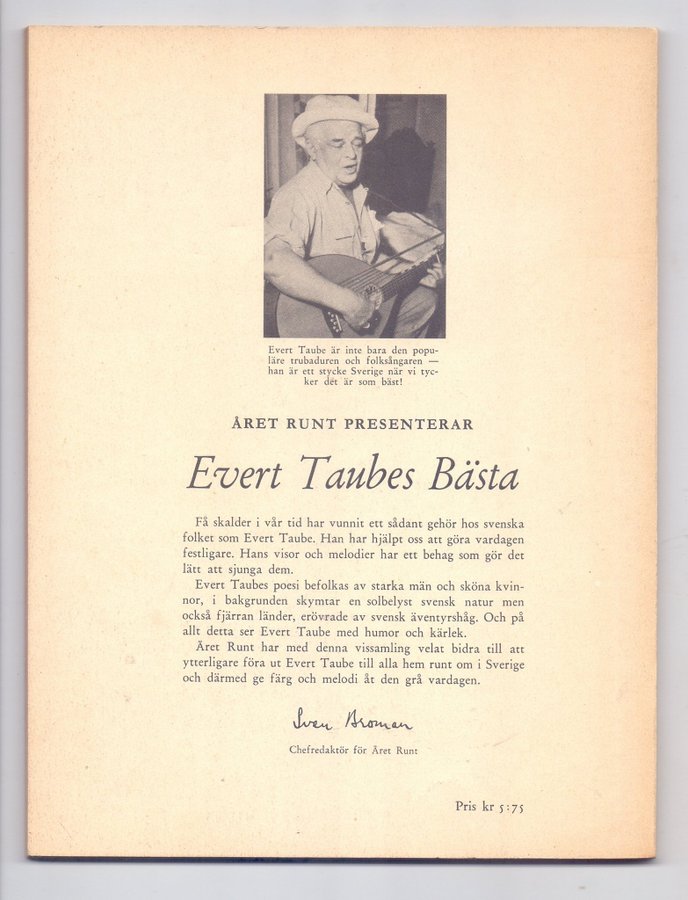 Evert Taube är inte bara den popu-
läre trubaduren och folksångaren —
han är ett stycke Sverige när vi tyc-
ker dët är som bäst!
ÅRET RUNT PRESENTERAR
Evert Taubes Bästa
Få skalder i vår tid har vunnit ett sådant gehör hos svenska
folket som Evert Taube. Han har hjälpt oss att göra vardagen
festligare. Hans visor och melodier har ett behag som gör det
lätt att sjunga dem.
Evert Taubes poesi befolkas av starka män och sköna kvin-
nor, i bakgrunden skymtar en solbelyst svensk natur men
också fjärran länder, erövrade av svensk äventyrshåg. Och på
allt detta ser Evert Taube med humor och kärlek.
Året Runt har med denna vissamling velat bidra till att
ytterligare föra ut Evert Taube till alla hem runt om i Sverige
och därmed ge färg och melodi åt den grå vardagen.
Sven Broman
Chefredaktör för Året Runt
Pris kr 5:75